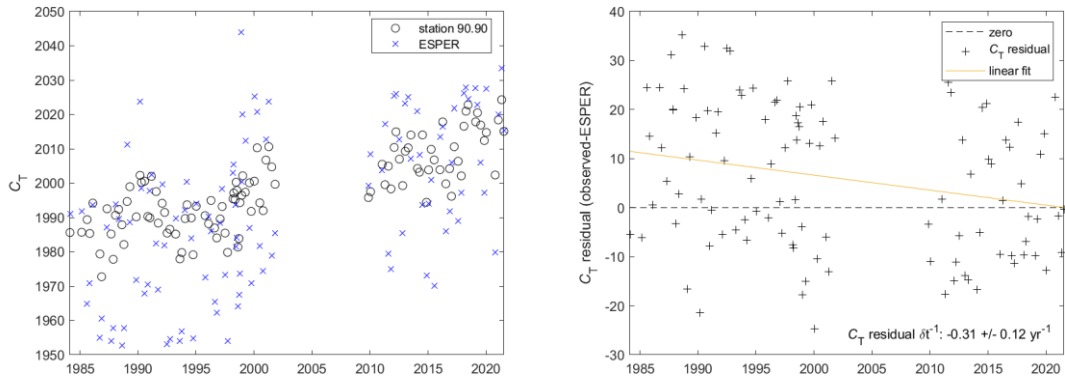 2050
2040
2030
2020
2010
2000
1990
1980
1970
1960
1950
C_T
1985 1990 1995 2000 2005 2010 2015 2020
station 90.90
ESPER
40
30
20
10
0
-10
-20
-30
C_T residual (observed-ESPER)
1985 1990 1995 2000 2005 2010 2015 2020
zero
C_T residual
linear fit
C_T residual δt⁻¹: -0.31 +/- 0.12 yr⁻¹